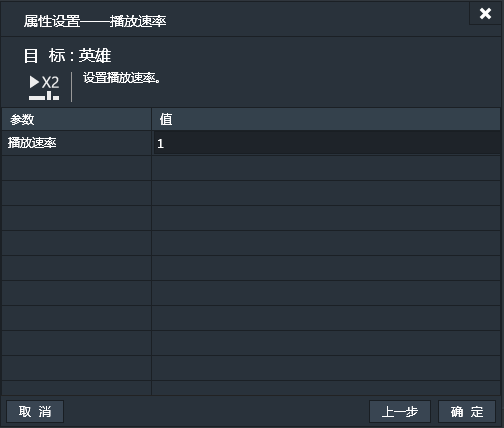 属性设置——播放速率
目 标：英雄
X2
设置播放速率。
参数 值
播放速率 1
取 消 上一步 确 定